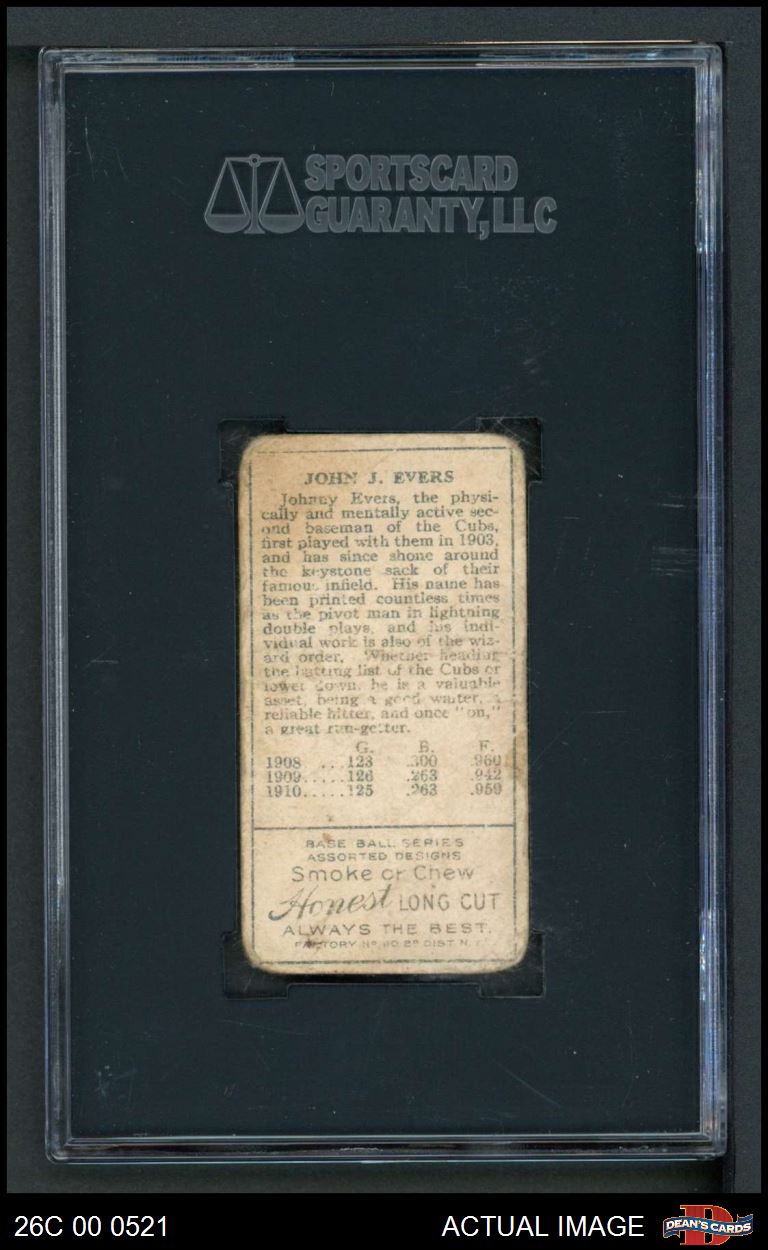 SPORTSCARD
GUARANTY, LLC
JOHN J. EVERS
Johnny Evers, the physi-
cally and mentally active sec-
ond baseman of the Cubs,
first played with them in 1903,
and has since shone around
the keystone sack of their
famous infield. His name has
been printed countless times
as the pivot man in lightning
double plays, and his indi-
vidual work is also of the wiz-
ard order. Whether heading
the batting list of the Cubs or
lower down, he is a valuable
asset, being a good waiter, a
reliable hitter, and once "on,"
a great run-getter.
G. B. F.
1908 ....123 .300 .960
1909.....126 .263 .942
1910.....125 .263 .959
BASE BALL SERIES
ASSORTED DESIGNS
Smoke or Chew
Honest LONG CUT
ALWAYS THE BEST.
FACTORY Nº 2º DIST. N.
26C 00 0521
ACTUAL IMAGE
DEAN'S CARDS